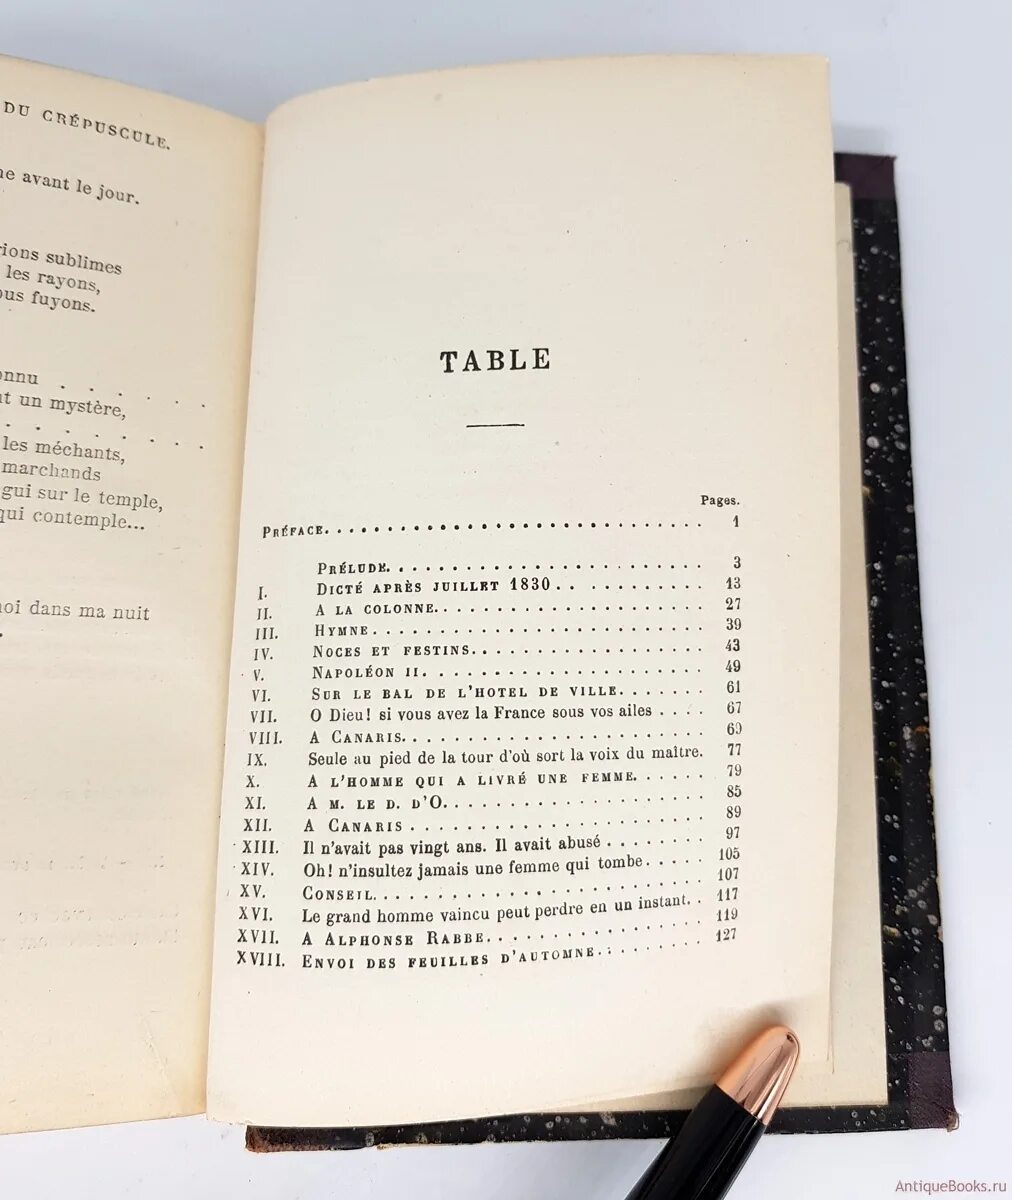 DU CRÉPUSCULE.
avant le jour.
sublimes
les rayons,
fuyons.
un mystère,
les méchants,
marchands
gui sur le temple,
qui contemple...
dans ma nuit
TABLE
Pages.
PRÉFACE. 1
PRÉLUDE. 3
I. DICTÉ APRÈS JUILLET 1830 13
II. A LA COLONNE. 27
III. HYMNE. 39
IV. NOCES ET FESTINS. 43
V. NAPOLÉON II. 49
VI. SUR LE BAL DE L'HOTEL DE VILLE. 61
VII. O Dieu! si vous avez la France sous vos ailes 67
VIII. A CANARIS. 69
IX. Seule au pied de la tour d'où sort la voix du maître. 77
X. A L'HOMME QUI A LIVRÉ UNE FEMME. 79
XI. A M. LE D. D'O. 85
XII. A CANARIS 89
XIII. Il n'avait pas vingt ans. Il avait abusé 97
XIV. Oh! n'insultez jamais une femme qui tombe 105
XV. CONSEIL. 107
XVI. Le grand homme vaincu peut perdre en un instant. 117
XVII. A ALPHONSE RABBE. 119
XVIII. ENVOI DES FEUILLES D'AUTOMNE. 127
AntiqueBooks.ru